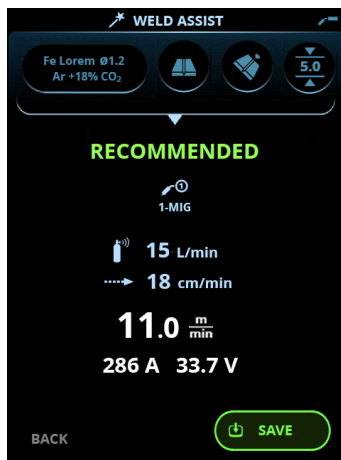 WELD ASSIST
Fe Lorem ø1.2
Ar +18% CO₂
5.0
RECOMMENDED
1
1-MIG
15 L/min
18 cm/min
11.0 m/min
286 A 33.7 V
BACK
SAVE